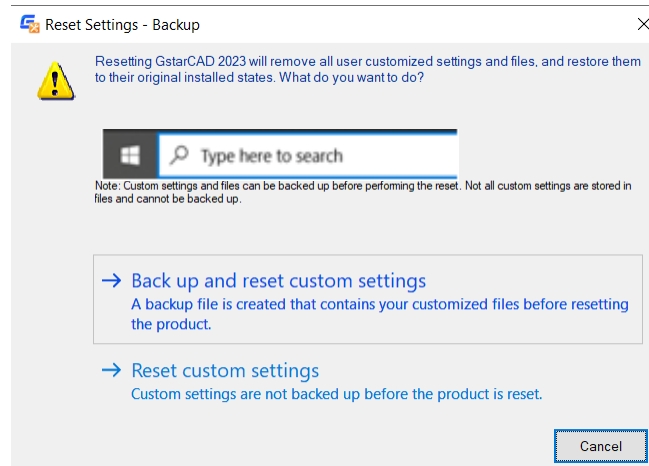 Reset Settings - Backup
Resetting GstarCAD 2023 will remove all user customized settings and files, and restore them
to their original installed states. What do you want to do?
Type here to search
Note: Custom settings and files can be backed up before performing the reset. Not all custom settings are stored in
files and cannot be backed up.
Back up and reset custom settings
A backup file is created that contains your customized files before resetting
the product.
Reset custom settings
Custom settings are not backed up before the product is reset.
Cancel